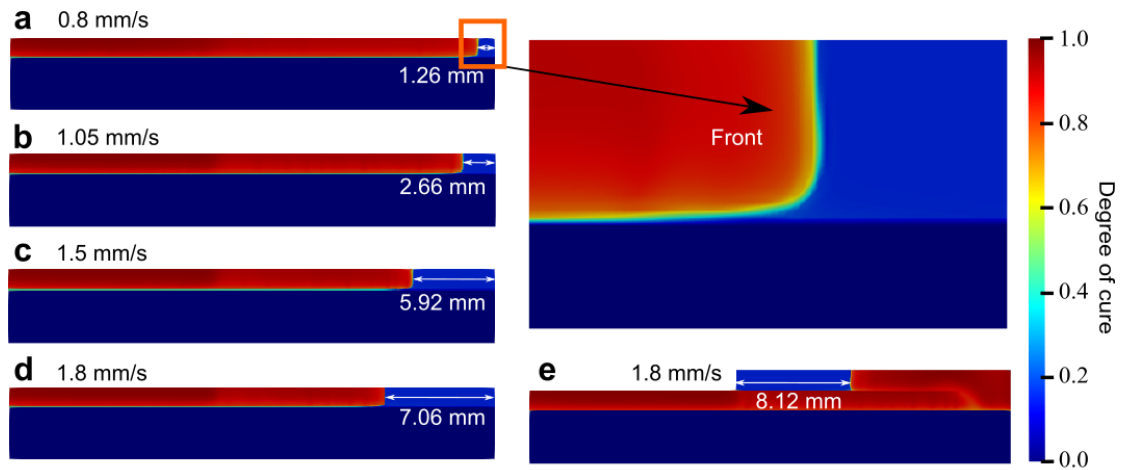 a
0.8 mm/s
1.26 mm
b
1.05 mm/s
2.66 mm
c
1.5 mm/s
5.92 mm
d
1.8 mm/s
7.06 mm
Front
e
1.8 mm/s
8.12 mm
1.0
0.8
0.6
0.4
0.2
0.0
Degree of cure